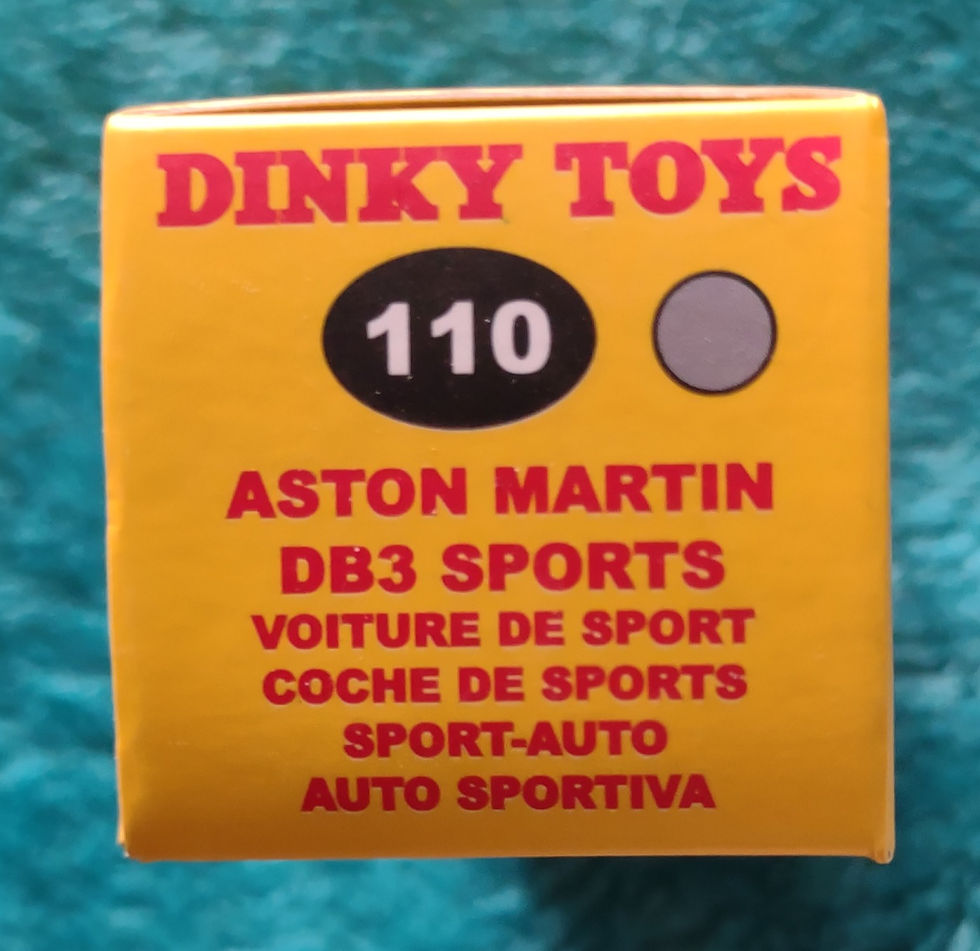 DINKY TOYS
110
ASTON MARTIN
DB3 SPORTS
VOITURE DE SPORT
COCHE DE SPORTS
SPORT-AUTO
AUTO SPORTIVA